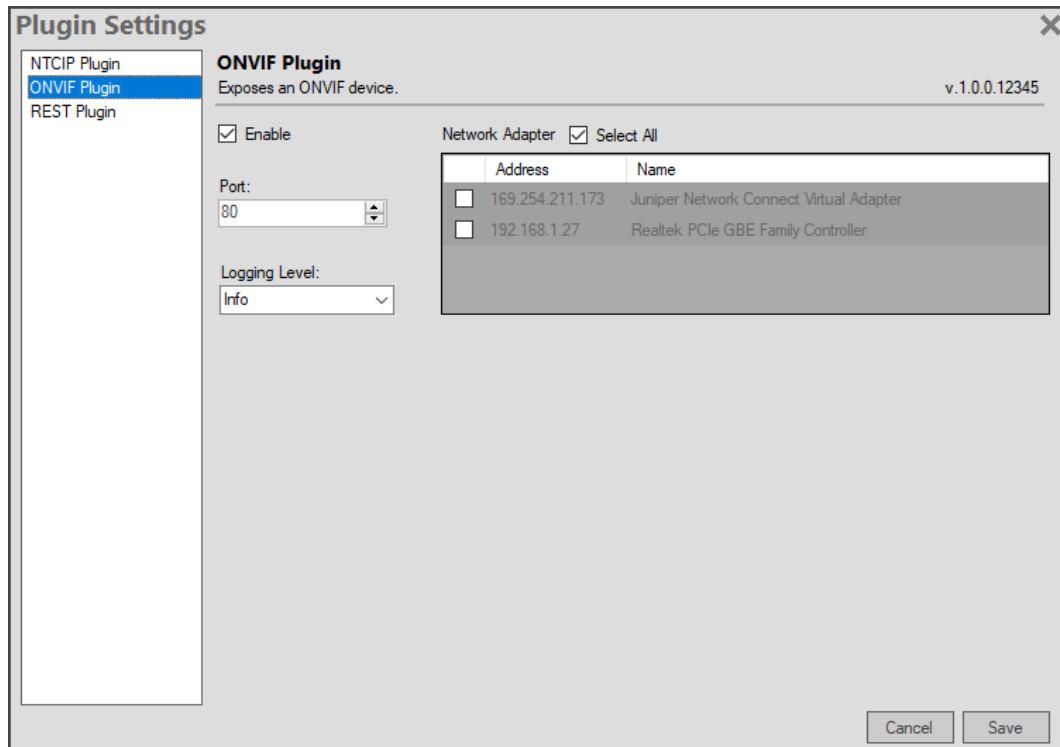 Plugin Settings
NTCIP Plugin
ONVIF Plugin
REST Plugin
ONVIF Plugin
Exposes an ONVIF device.
v.1.0.0.12345
Enable
Network Adapter Select All
Port:
80
Logging Level:
Info
Address Name
169.254.211.173 Juniper Network Connect Virtual Adapter
192.168.1.27 Realtek PCIe GBE Family Controller
Cancel Save